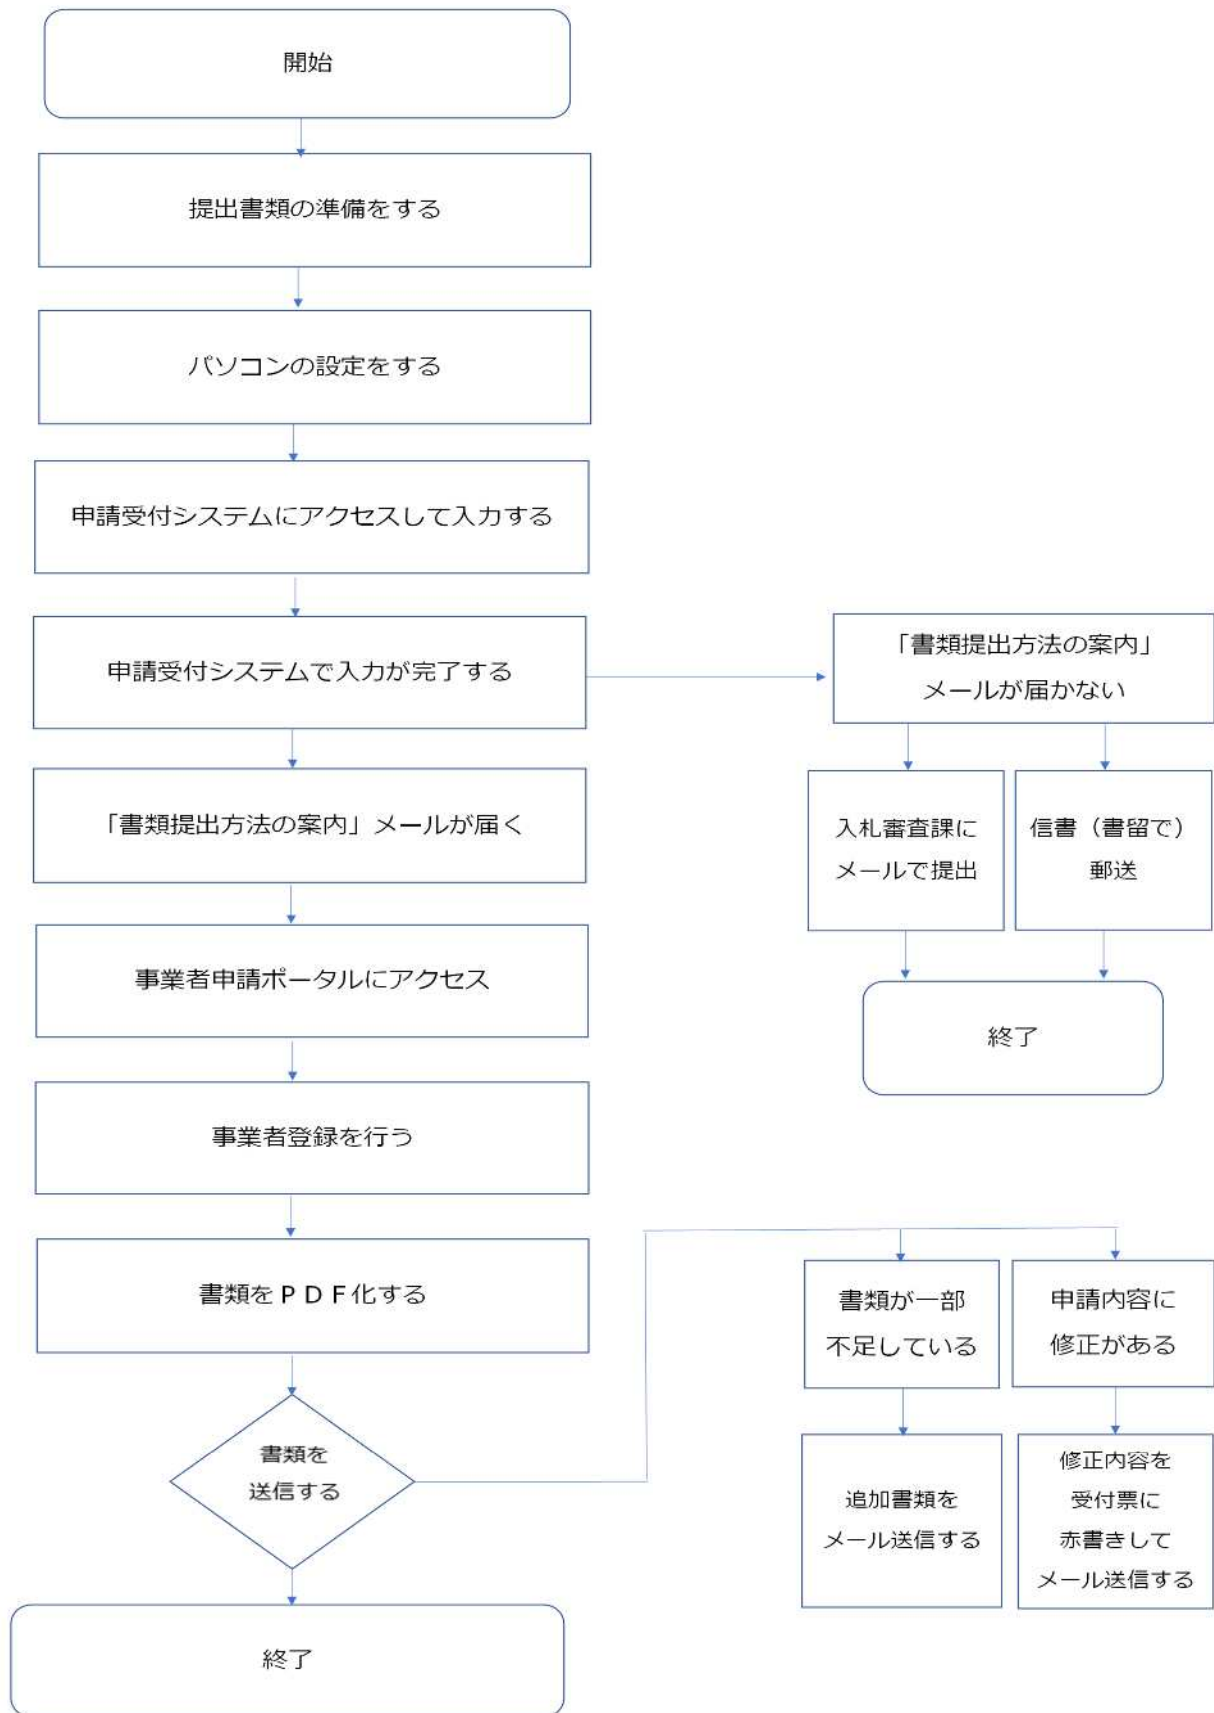 開始
提出書類の準備をする
パソコンの設定をする
申請受付システムにアクセスして入力する
申請受付システムで入力が完了する
「書類提出方法の案内」
メールが届かない
入札審査課に
メールで提出
信書（書留で）
郵送
終了
「書類提出方法の案内」メールが届く
事業者申請ポータルにアクセス
事業者登録を行う
書類をＰＤＦ化する
書類を
送信する
書類が一部
不足している
申請内容に
修正がある
追加書類を
メール送信する
修正内容を
受付票に
赤書きして
メール送信する
終了